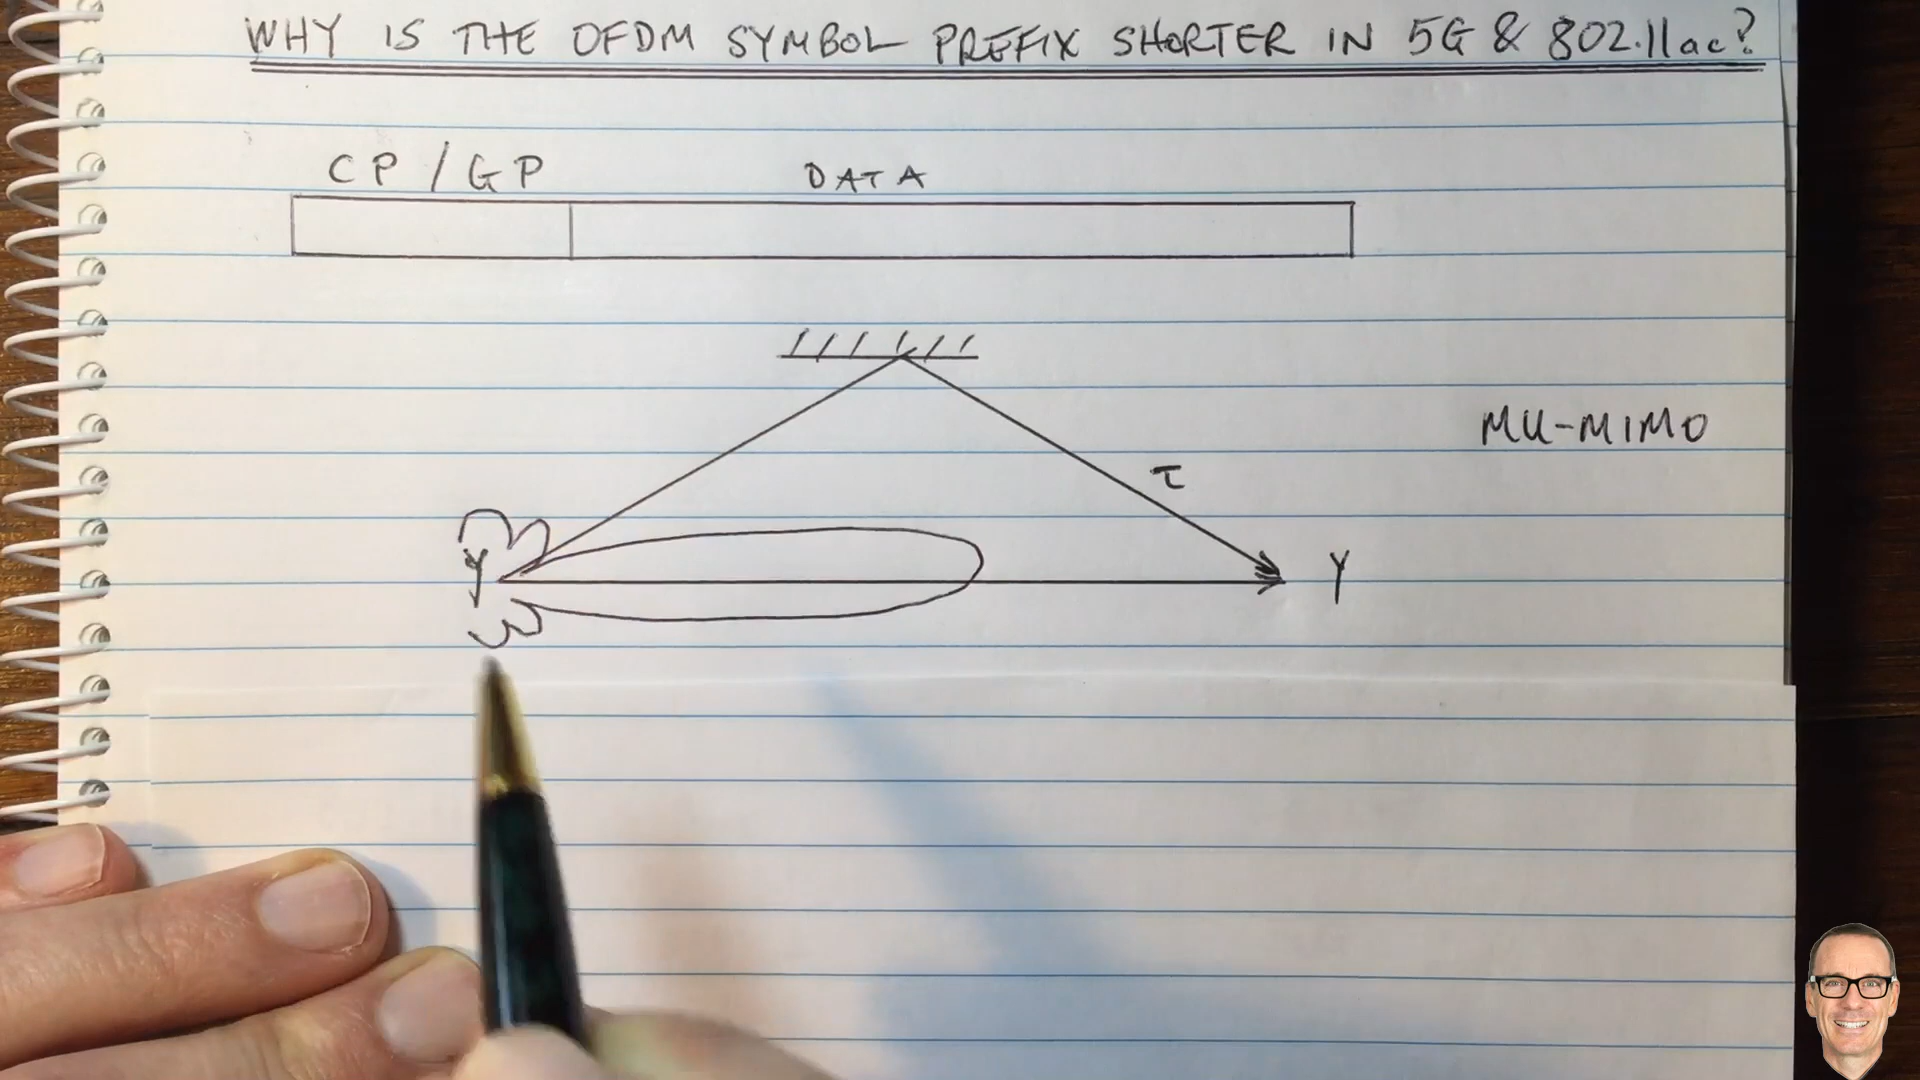 WHY IS THE OFDM SYMBOL PREFIX SHORTER IN 5G & 802.11ac?
CP / GP DATA
MU-MIMO
τ
Y Y